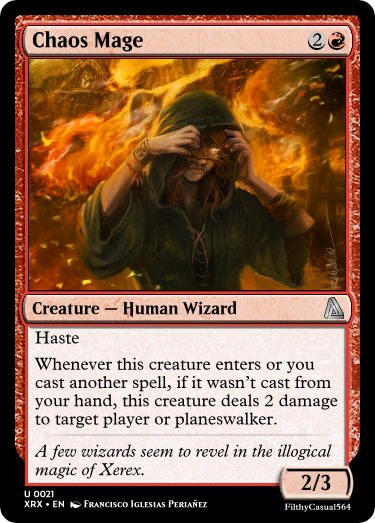 Chaos Mage 2
Creature — Human Wizard
Haste
Whenever this creature enters or you
cast another spell, if it wasn't cast from
your hand, this creature deals 2 damage
to target player or planeswalker.
A few wizards seem to revel in the illogical
magic of Xerex.
2/3
U 0021
XRX • EN Francisco Iglesias Periañez
FilthyCasual564